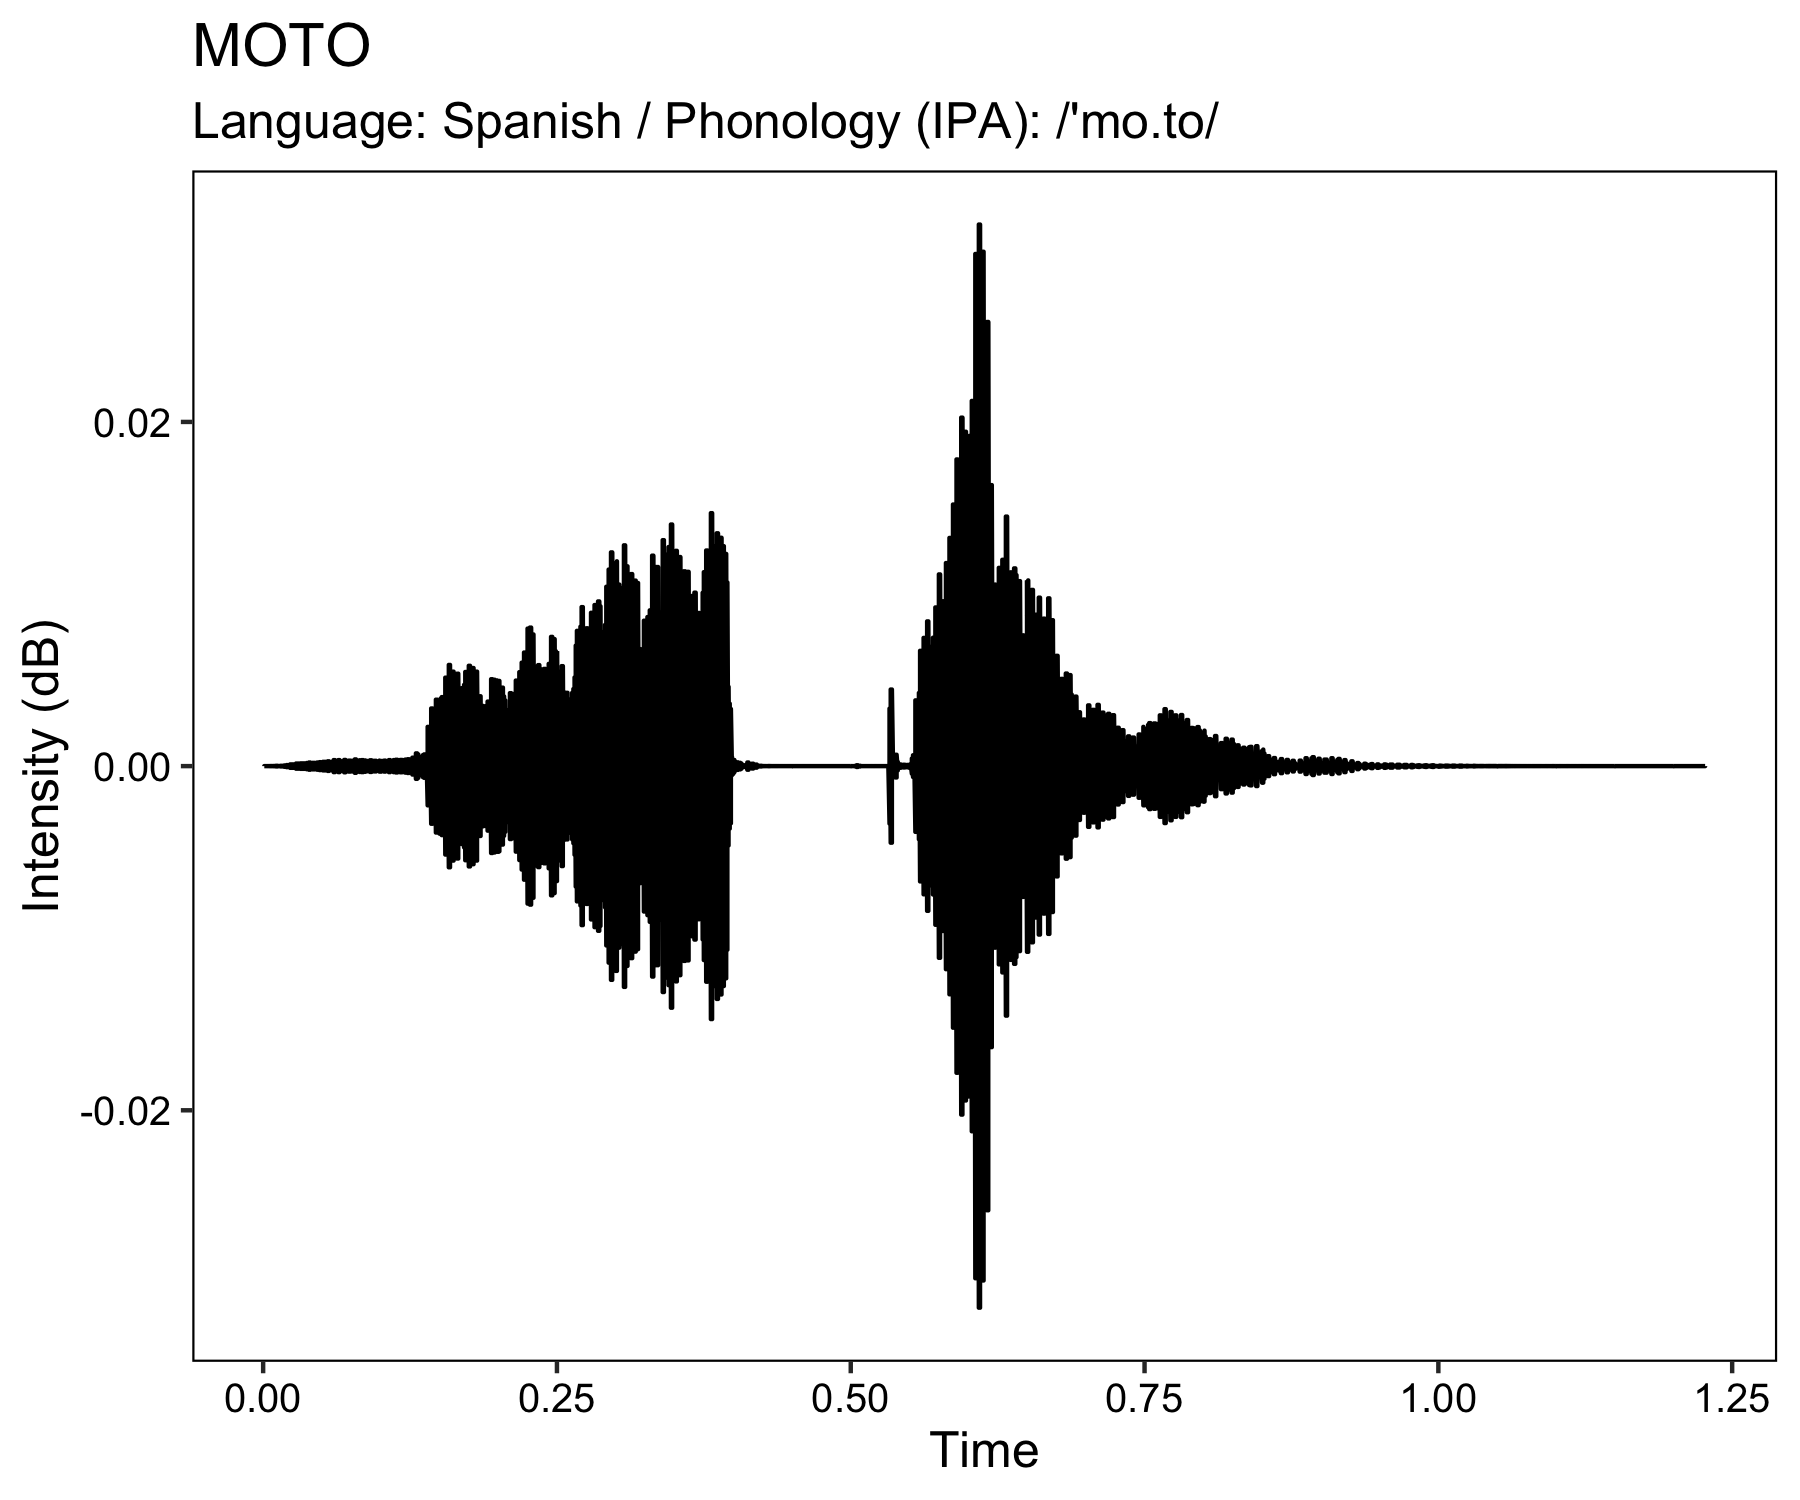 MOTO
Language: Spanish / Phonology (IPA): /'mo.to/
Intensity (dB)
0.02
0.00
-0.02
0.00 0.25 0.50 0.75 1.00 1.25
Time